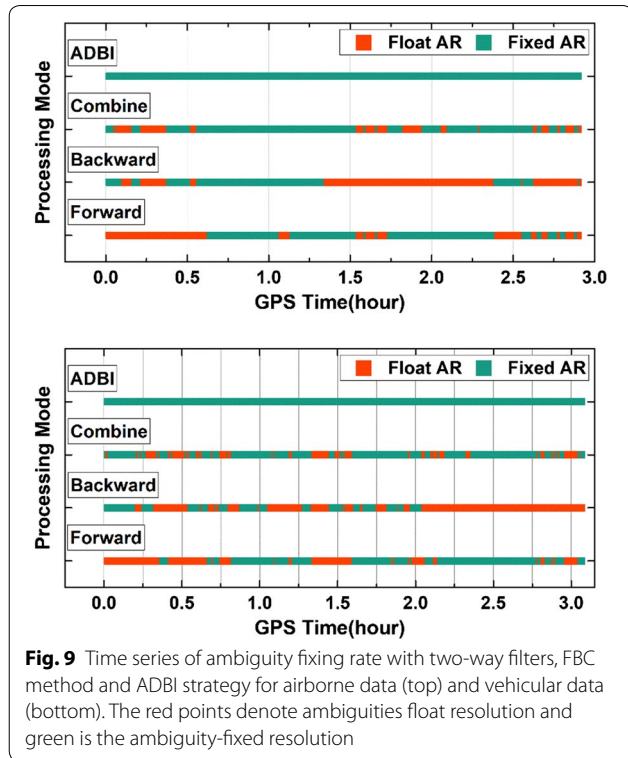 Float AR Fixed AR
ADBI
Combine
Backward
Forward
Processing Mode
0.0 0.5 1.0 1.5 2.0 2.5 3.0
GPS Time(hour)
Float AR Fixed AR
ADBI
Combine
Backward
Forward
Processing Mode
0.0 0.5 1.0 1.5 2.0 2.5 3.0
GPS Time(hour)
Fig. 9 Time series of ambiguity fixing rate with two-way filters, FBC
method and ADBI strategy for airborne data (top) and vehicular data
(bottom). The red points denote ambiguities float resolution and
green is the ambiguity-fixed resolution